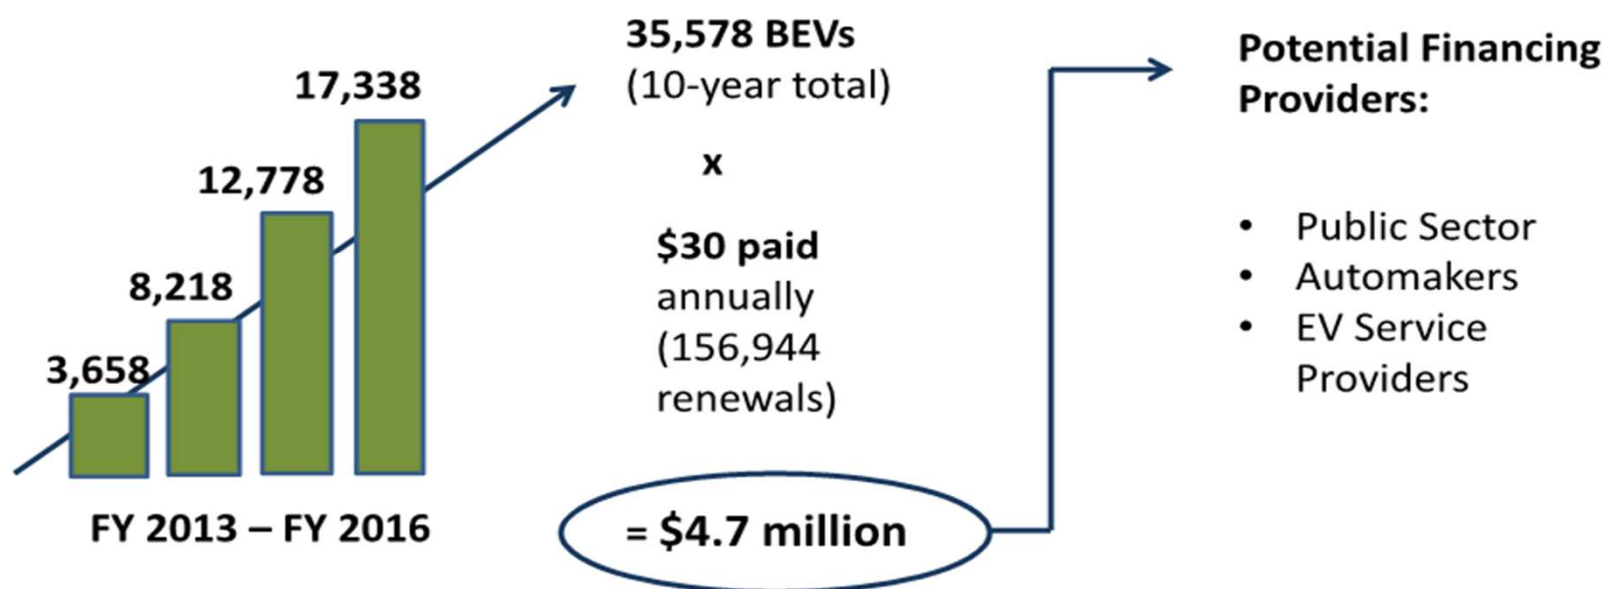 17,338
12,778
8,218
3,658
FY 2013 – FY 2016
35,578 BEVs
(10-year total)
x
$30 paid
annually
(156,944
renewals)
= $4.7 million
Potential Financing
Providers:
• Public Sector
• Automakers
• EV Service
Providers